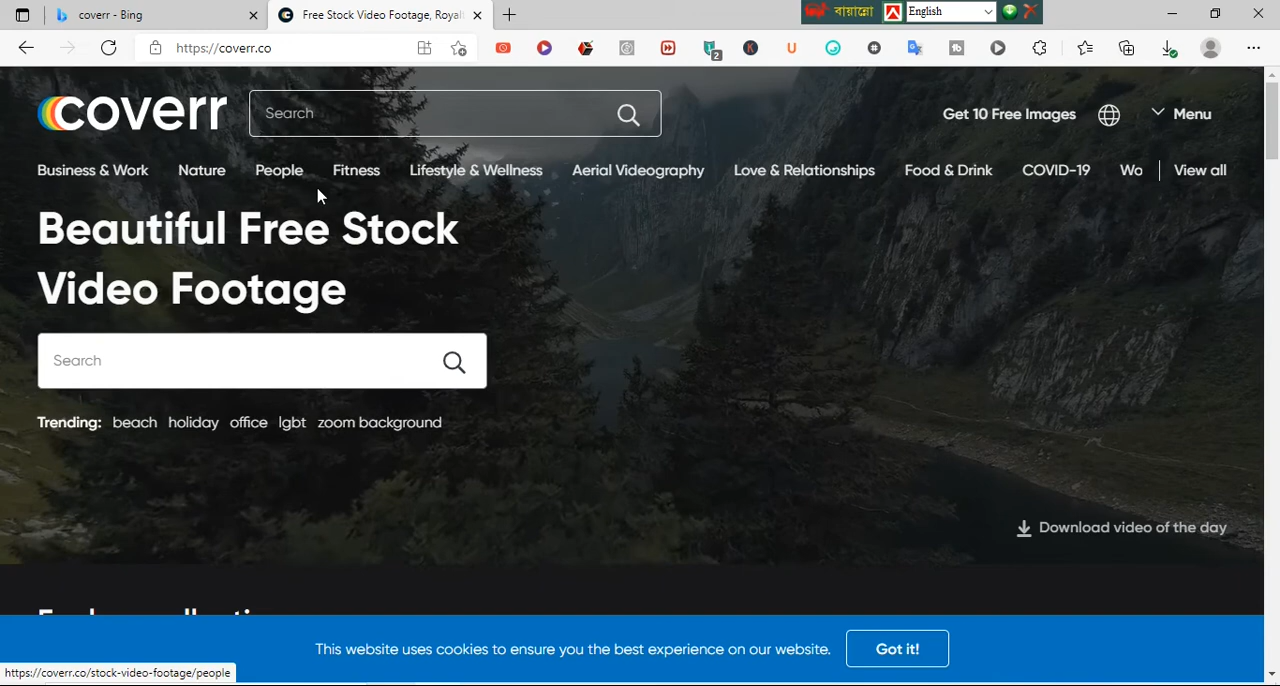 coverr - Bing
Free Stock Video Footage, Royal
বায়ান্নো
English
https://coverr.co
2
coverr
Search
Get 10 Free Images
Menu
Business & Work
Nature
People
Fitness
Lifestyle & Wellness
Aerial Videography
Love & Relationships
Food & Drink
COVID-19
Wo
View all
Beautiful Free Stock
Video Footage
Search
Trending: beach holiday office lgbt zoom background
Download video of the day
This website uses cookies to ensure you the best experience on our website.
Got it!
https://coverr.co/stock-video-footage/people